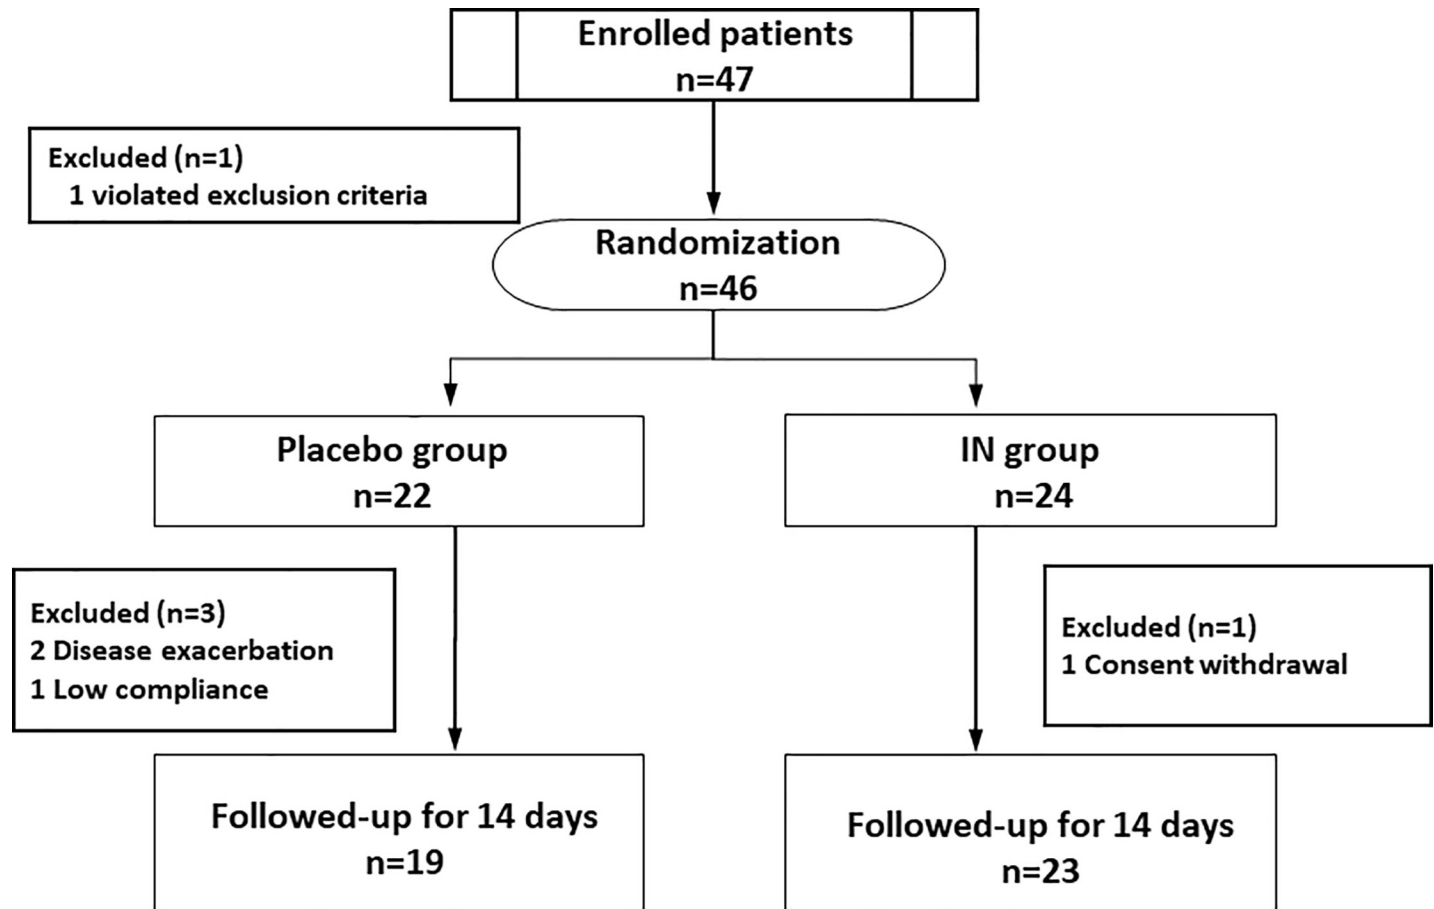 Enrolled patients
n=47
Excluded (n=1)
1 violated exclusion criteria
Randomization
n=46
Placebo group
n=22
IN group
n=24
Excluded (n=3)
2 Disease exacerbation
1 Low compliance
Excluded (n=1)
1 Consent withdrawal
Followed-up for 14 days
n=19
Followed-up for 14 days
n=23